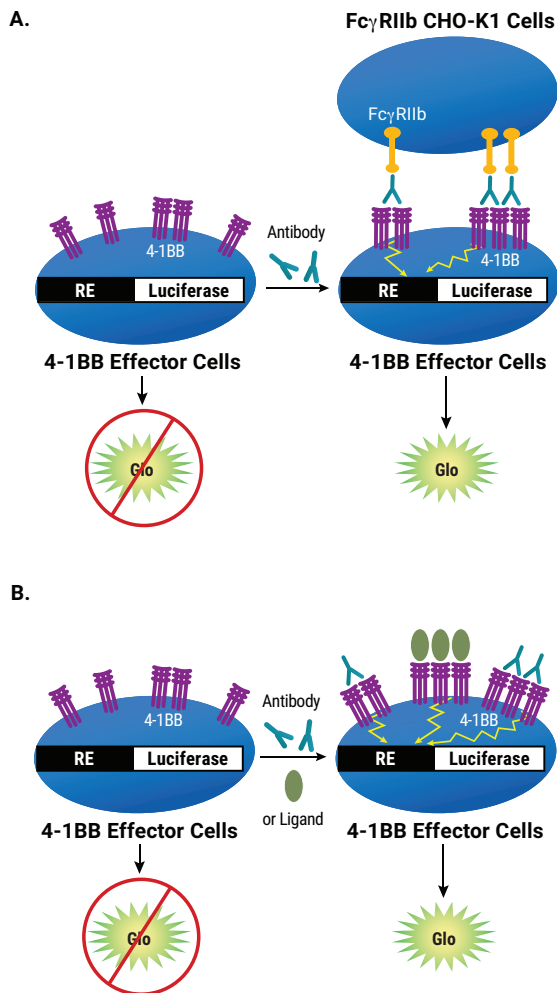 A.
FcγRIIb CHO-K1 Cells
FcγRIIb
4-1BB
Antibody
4-1BB
RE
Luciferase
RE
Luciferase
4-1BB Effector Cells
4-1BB Effector Cells
Glo
Glo
B.
4-1BB
Antibody
4-1BB
RE
Luciferase
RE
Luciferase
or Ligand
4-1BB Effector Cells
4-1BB Effector Cells
Glo
Glo